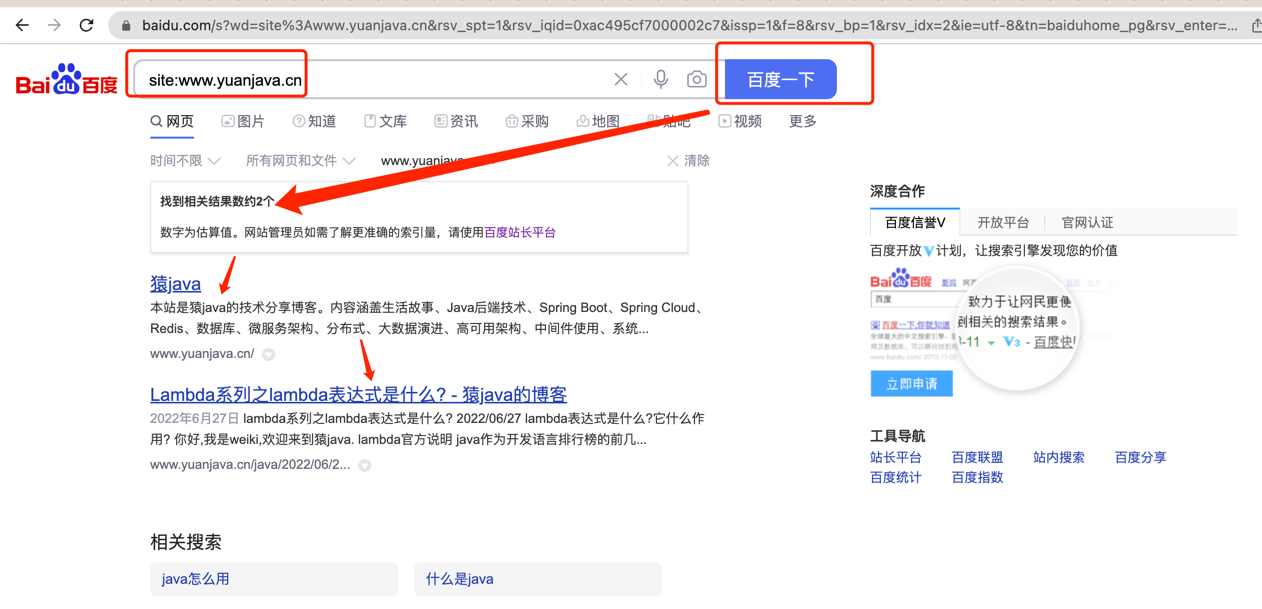 baidu.com/s?wd=site%3Awww.yuanjava.cn&rsv_spt=1&rsv_iqid=0xac495cf7000002c7&issp=1&f=8&rsv_bp=1&rsv_idx=2&ie=utf-8&tn=baiduhome_pg&rsv_enter=...
Bai du 百度
site:www.yuanjava.cn
百度一下
网页 图片 知道 文库 资讯 采购 地图 贴吧 视频 更多
时间不限 所有网页和文件 www.yuanjava 清除
找到相关结果数约2个
数字为估算值。网站管理员如需了解更准确的索引量，请使用百度站长平台
猿java
本站是猿java的技术分享博客。内容涵盖生活故事、Java后端技术、Spring Boot、Spring Cloud、
Redis、数据库、微服务架构、分布式、大数据演进、高可用架构、中间件使用、系统...
www.yuanjava.cn/
Lambda系列之lambda表达式是什么? - 猿java的博客
2022年6月27日 lambda系列之lambda表达式是什么? 2022/06/27 lambda表达式是什么?它什么作
用? 你好,我是weiki,欢迎来到猿java. lambda官方说明 java作为开发语言排行榜的前几...
www.yuanjava.cn/java/2022/06/2...
相关搜索
java怎么用 什么是java
深度合作
百度信誉V 开放平台 官网认证
百度开放V计划，让搜索引擎发现您的价值
Bai du 百度 新闻
百度
致力于让网民更便
百度一下,你就知道
到相关的搜索结果。
-11 V3 - 百度快
立即申请
工具导航
站长平台 百度联盟 站内搜索 百度分享
百度统计 百度指数